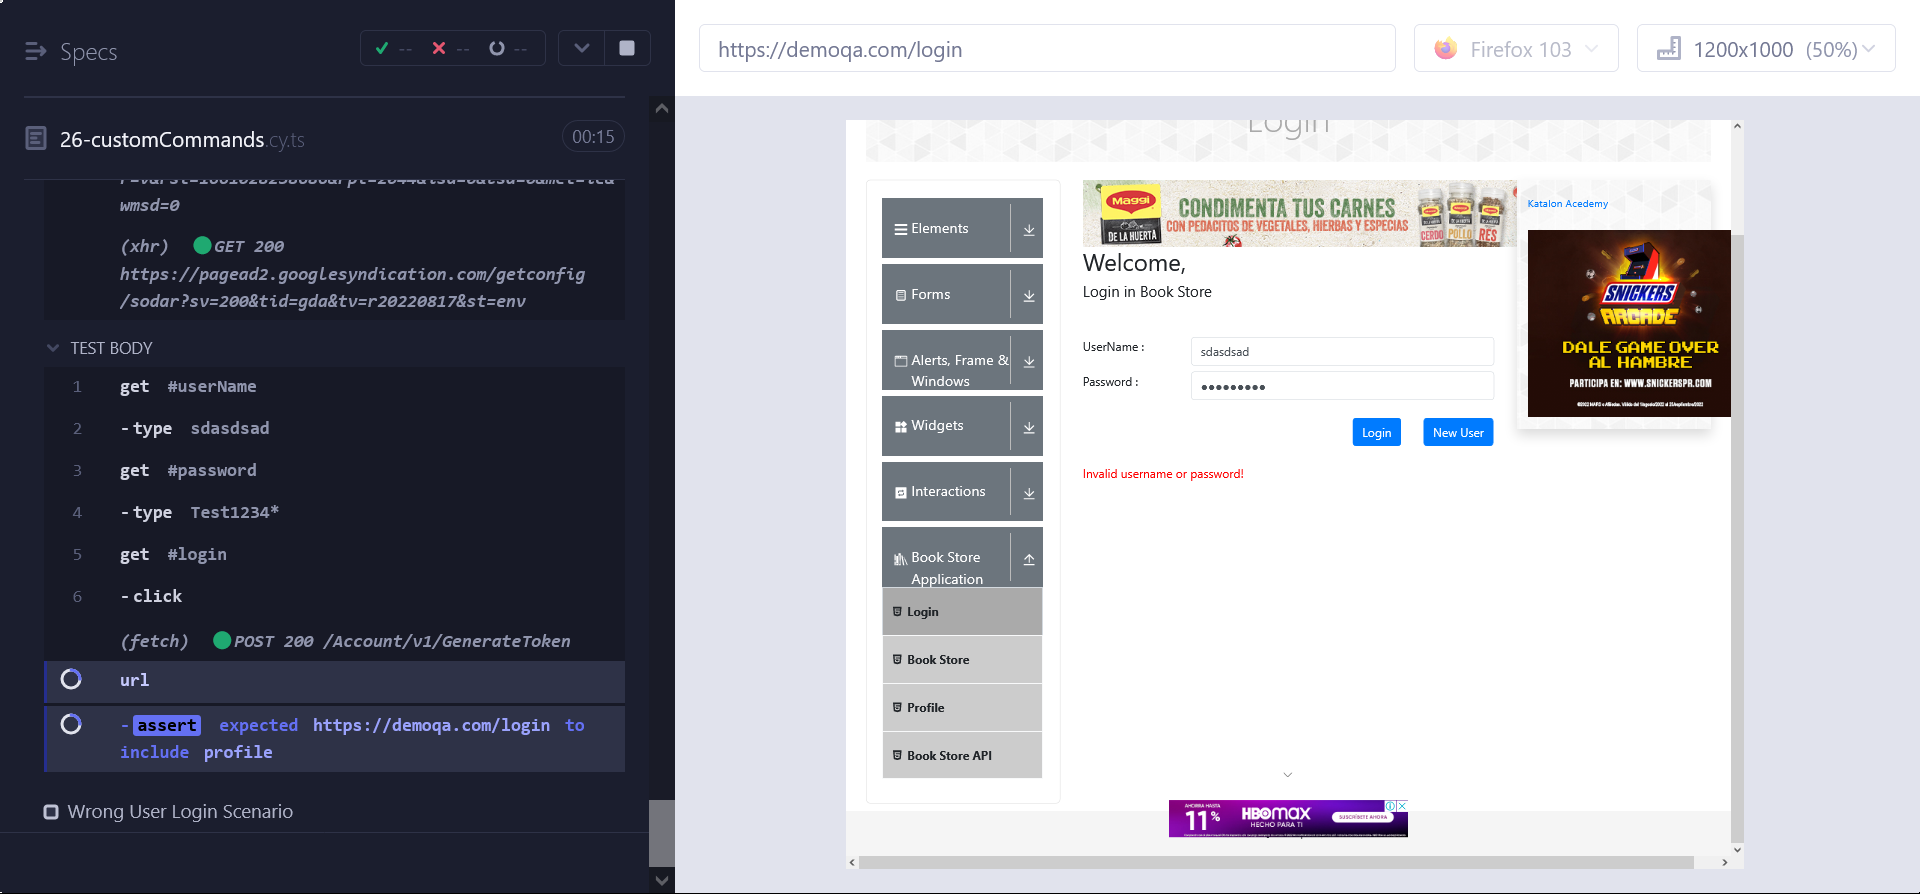 Specs
--
--
--
26-customCommands.cy.ts
00:15
wmsd=0
(xhr) GET 200
https://pagead2.googlesyndication.com/getconfig
/sodar?sv=200&tid=gda&tv=r20220817&st=env
TEST BODY
1 get #userName
2 -type sdasdsad
3 get #password
4 -type Test1234*
5 get #login
6 -click
(fetch) POST 200 /Account/v1/GenerateToken
url
-assert expected https://demoqa.com/login to
include profile
Wrong User Login Scenario
https://demoqa.com/login
Firefox 103
1200x1000 (50%)
Login
Elements
Forms
Alerts, Frame &
Windows
Widgets
Interactions
Book Store
Application
Login
Book Store
Profile
Book Store API
Maggi
DE LA HUERTA
CONDIMENTA TUS CARNES
CON PEDACITOS DE VEGETALES, HIERBAS Y ESPECIAS
CERDO
POLLO
RES
Welcome,
Login in Book Store
UserName :
sdasdsad
Password :
•••••••••
Login
New User
Invalid username or password!
Katalon Acedemy
SNICKERS
ARCADE
DALE GAME OVER
AL HAMBRE
PARTICIPA EN: WWW.SNICKERSPR.COM
AHORRA HASTA
11%
HBOMAX
HECHO PARA TI
SUSCRÍBETE AHORA